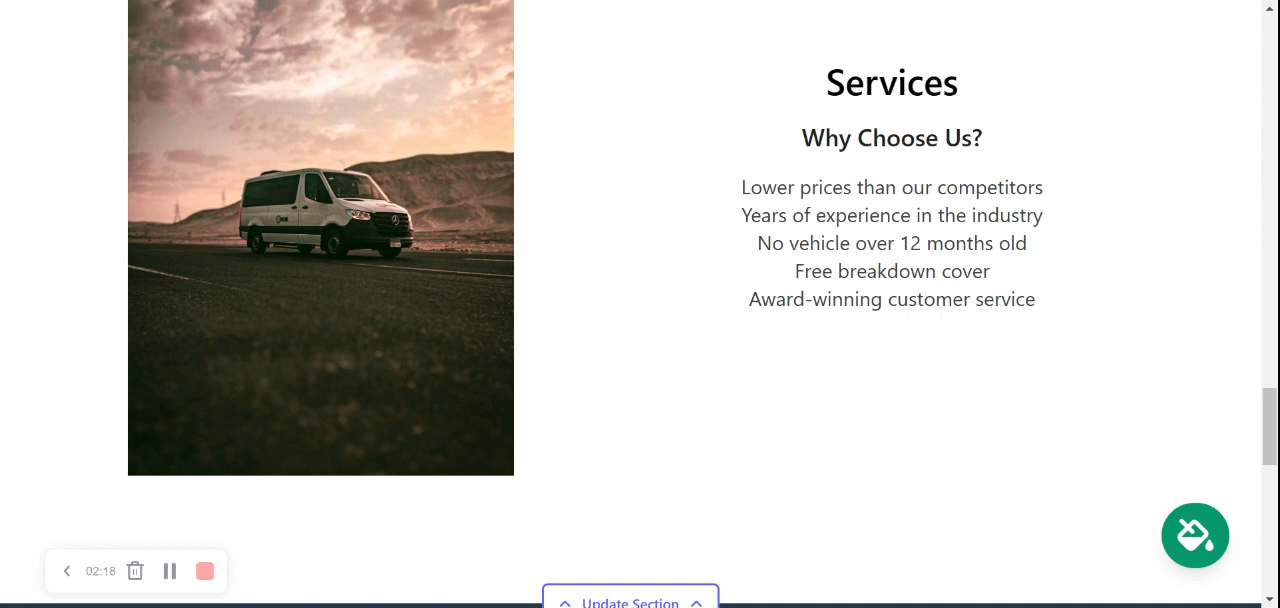 Services
Why Choose Us?
Lower prices than our competitors
Years of experience in the industry
No vehicle over 12 months old
Free breakdown cover
Award-winning customer service
02:18
Update Section